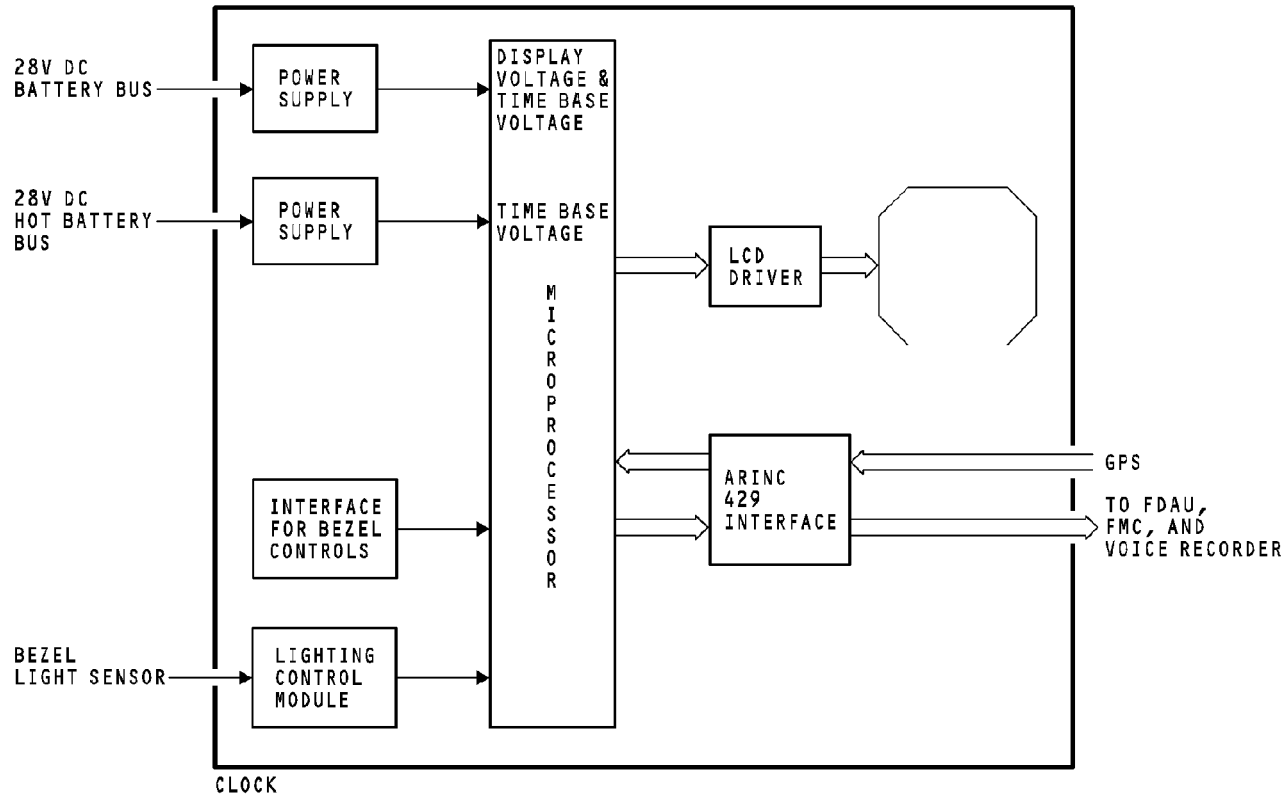 28V DC
BATTERY BUS
POWER
SUPPLY
DISPLAY
VOLTAGE &
TIME BASE
VOLTAGE
28V DC
HOT BATTERY
BUS
POWER
SUPPLY
TIME BASE
VOLTAGE
MICROPROCESSOR
LCD
DRIVER
INTERFACE
FOR BEZEL
CONTROLS
ARINC
429
INTERFACE
GPS
TO FDAU,
FMC, AND
VOICE RECORDER
BEZEL
LIGHT SENSOR
LIGHTING
CONTROL
MODULE
CLOCK